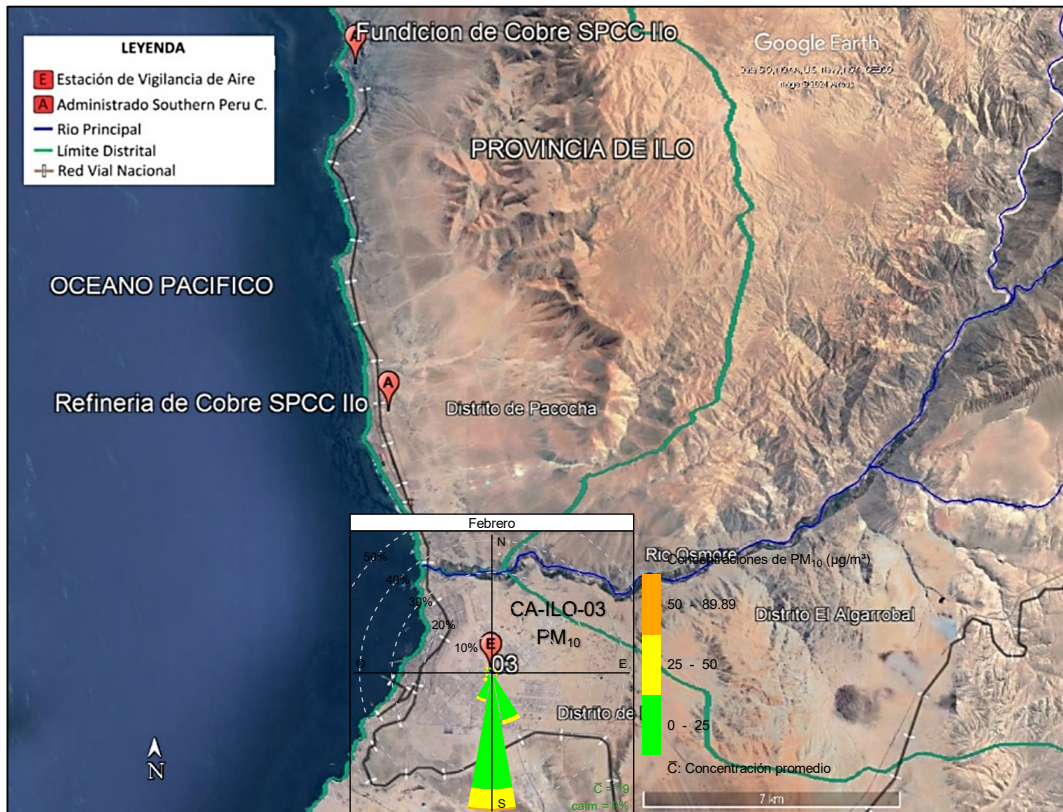 LEYENDA
E Estación de Vigilancia de Aire
A Administrado Southern Peru C.
Rio Principal
Límite Distrital
Red Vial Nacional
A
Fundicion de Cobre SPCC Ilo
Google Earth
PROVINCIA DE ILO
OCEANO PACIFICO
A
Refineria de Cobre SPCC Ilo
Distrito de Pacocha
Febrero
N
50%
40%
30%
20%
10%
CA-ILO-03
PM10
E
03
O
E
S
calm = %
Rio Osmore
Concentraciones de PM10 (µg/m³)
50 - 89.89
25 - 50
0 - 25
C̅: Concentración promedio
Distrito El Algarrobal
Distrito de
N
7 km